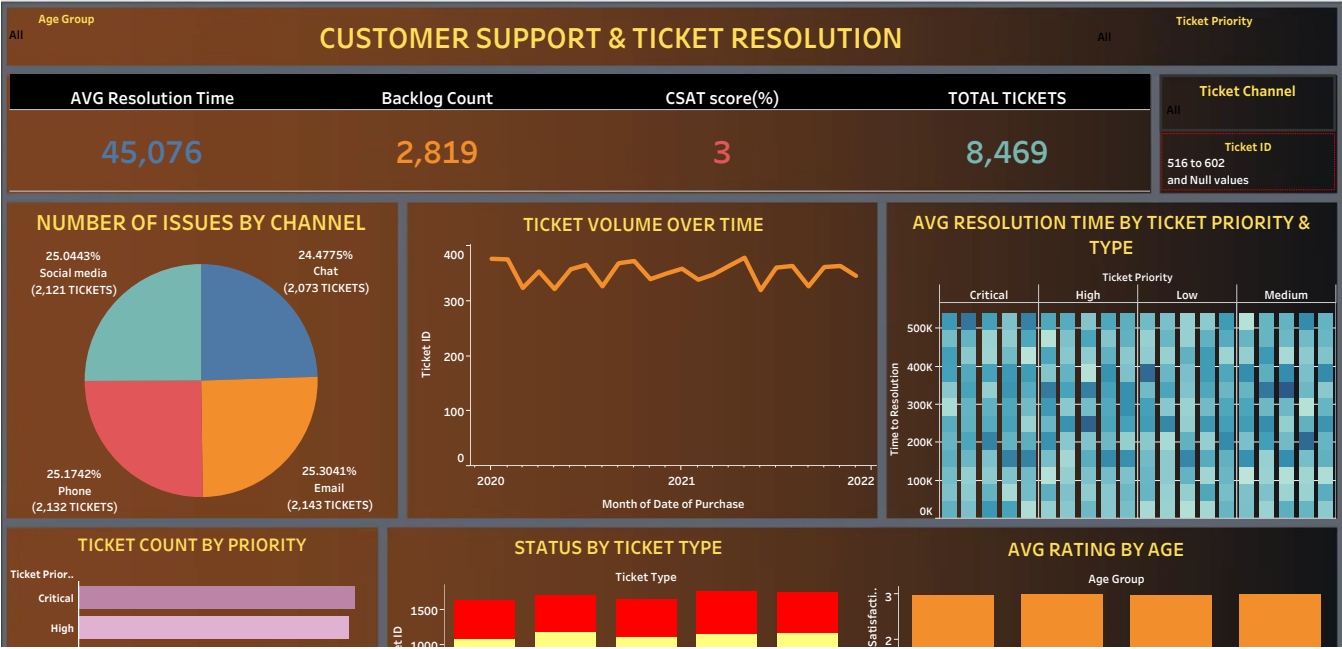 Age Group
All
CUSTOMER SUPPORT & TICKET RESOLUTION
Ticket Priority
All
AVG Resolution Time
Backlog Count
CSAT score(%)
TOTAL TICKETS
45,076
2,819
3
8,469
Ticket Channel
All
Ticket ID
516 to 602
and Null values
NUMBER OF ISSUES BY CHANNEL
25.0443%
Social media
(2,121 TICKETS)
24.4775%
Chat
(2,073 TICKETS)
25.1742%
Phone
(2,132 TICKETS)
25.3041%
Email
(2,143 TICKETS)
TICKET VOLUME OVER TIME
Ticket ID
400
300
200
100
0
2020
2021
2022
Month of Date of Purchase
AVG RESOLUTION TIME BY TICKET PRIORITY &
TYPE
Ticket Priority
Critical
High
Low
Medium
Time to Resolution
500K
400K
300K
200K
100K
0K
TICKET COUNT BY PRIORITY
Ticket Prior..
Critical
High
STATUS BY TICKET TYPE
Ticket Type
1500
1000
AVG RATING BY AGE
Age Group
Satisfacti..
3
2